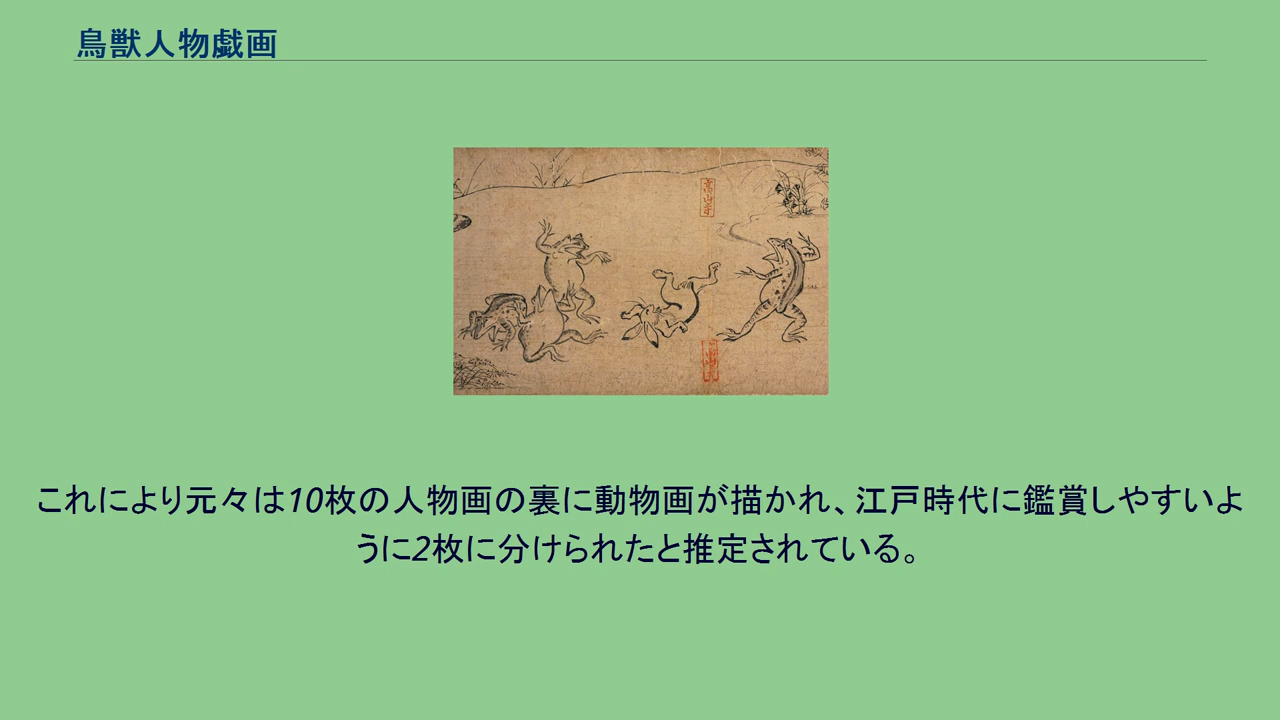 鳥獣人物戯画
高山寺
これにより元々は10枚の人物画の裏に動物画が描かれ、江戸時代に鑑賞しやすいよ
うに2枚に分けられたと推定されている。